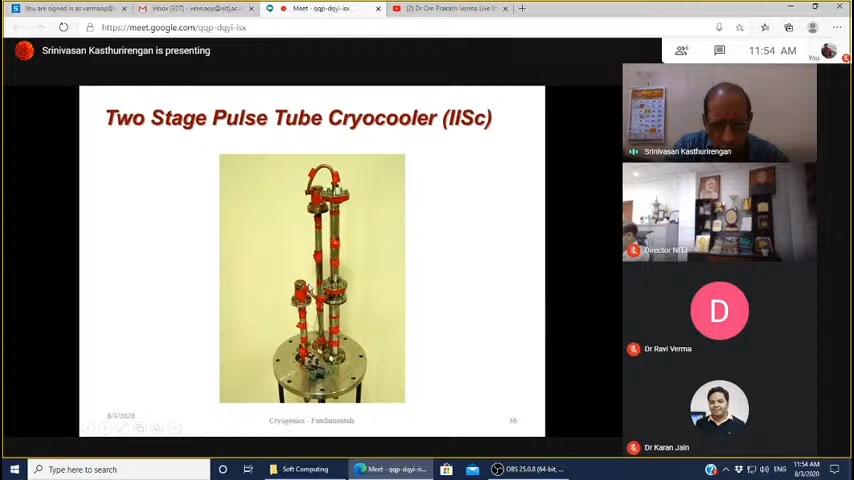 You are signed in as vermaop@
Inbox (327) - vermaop@nitj.ac.in
Meet - qqp-dqyi-isx
(2) Dr Om Prakash Verma Live S
https://meet.google.com/qqp-dqyi-isx
Srinivasan Kasthurirengan is presenting
11:54 AM
You
Two Stage Pulse Tube Cryocooler (IISc)
8/3/2020
Cryogenics - Fundamentals
36
Srinivasan Kasthurirengan
Director NITJ
D
Dr Ravi Verma
Dr Karan Jain
Type here to search
Soft Computing
Meet - qqp-dqyi-is...
OBS 25.0.8 (64-bit, ...
ENG
11:54 AM
8/3/2020